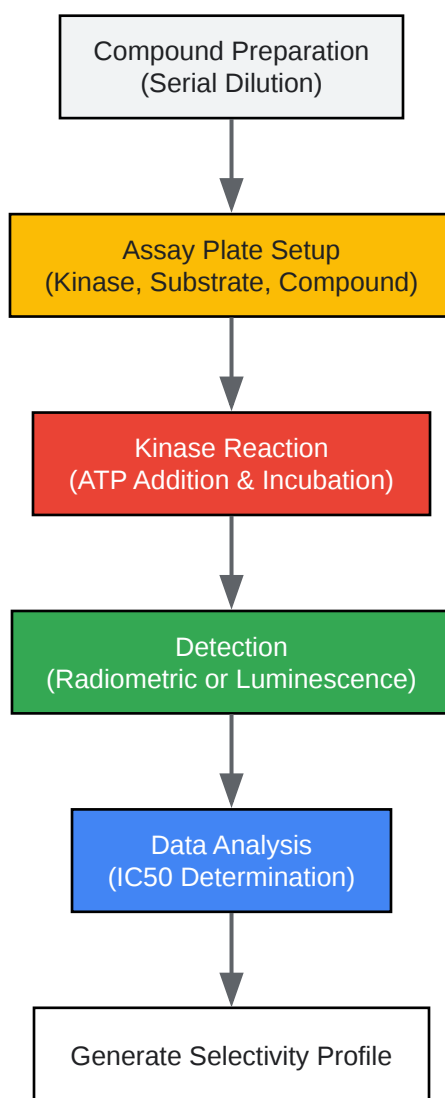 Compound Preparation
(Serial Dilution)
Assay Plate Setup
(Kinase, Substrate, Compound)
Kinase Reaction
(ATP Addition & Incubation)
Detection
(Radiometric or Luminescence)
Data Analysis
(IC50 Determination)
Generate Selectivity Profile